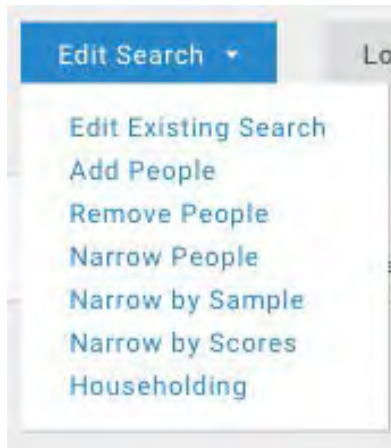 Edit Search
Edit Existing Search
Add People
Remove People
Narrow People
Narrow by Sample
Narrow by Scores
Householding